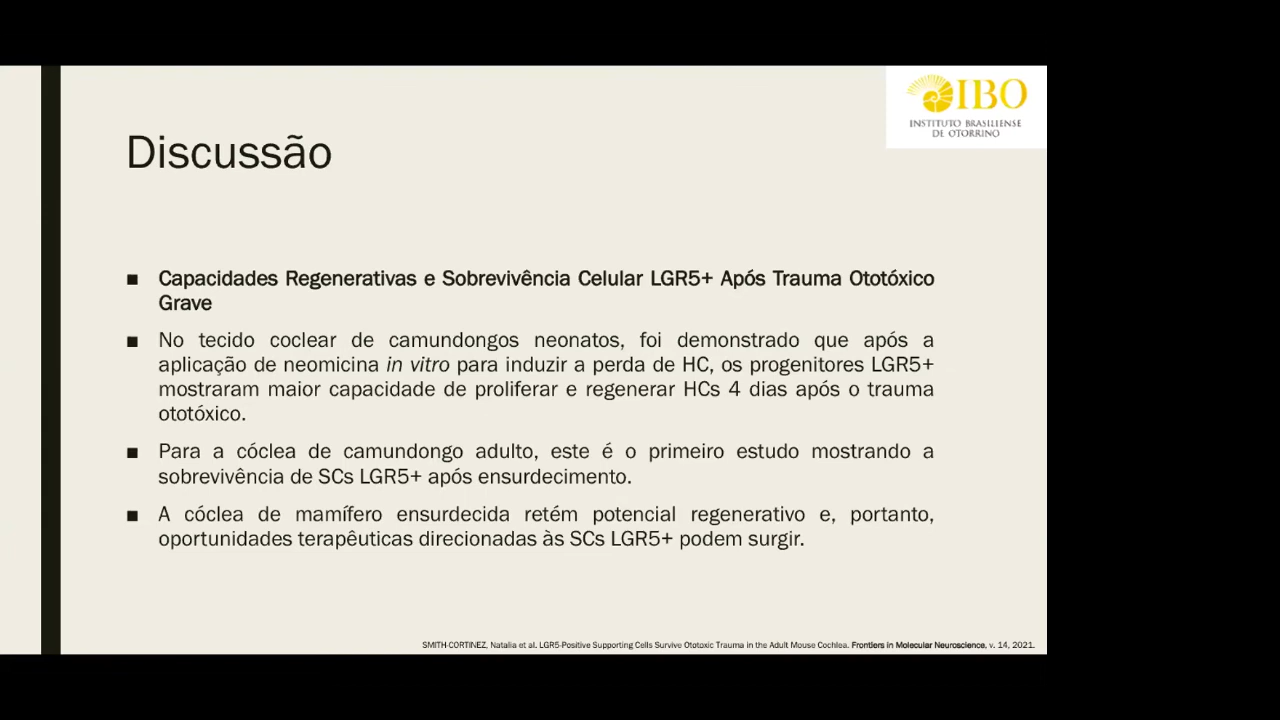 IBO
INSTITUTO BRASILIENSE
DE OTORRINO
Discussão
■ Capacidades Regenerativas e Sobrevivência Celular LGR5+ Após Trauma Ototóxico
Grave
■ No tecido coclear de camundongos neonatos, foi demonstrado que após a
aplicação de neomicina in vitro para induzir a perda de HC, os progenitores LGR5+
mostraram maior capacidade de proliferar e regenerar HCs 4 dias após o trauma
ototóxico.
■ Para a cóclea de camundongo adulto, este é o primeiro estudo mostrando a
sobrevivência de SCs LGR5+ após ensurdecimento.
■ A cóclea de mamífero ensurdecida retém potencial regenerativo e, portanto,
oportunidades terapêuticas direcionadas às SCs LGR5+ podem surgir.
SMITH-CORTINEZ, Natalia et al. LGR5-Positive Supporting Cells Survive Ototoxic Trauma in the Adult Mouse Cochlea. Frontiers in Molecular Neuroscience, v. 14, 2021.